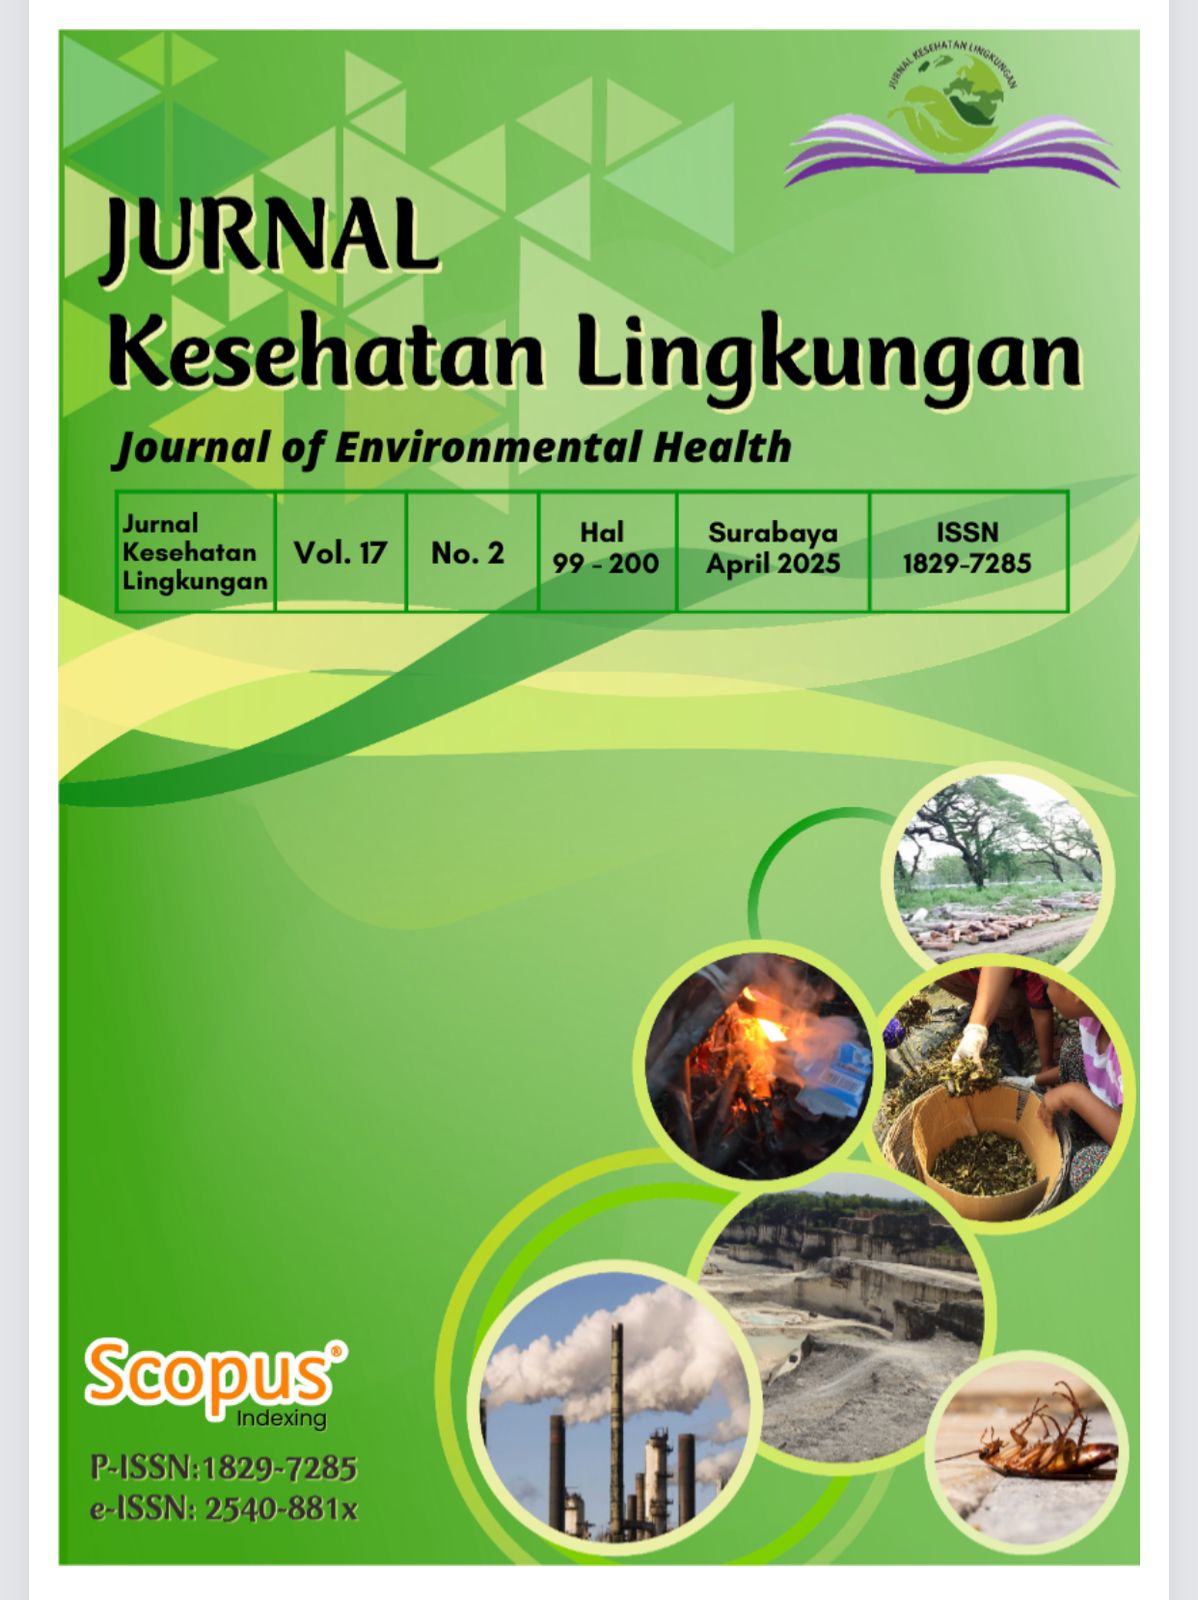 JURNAL KESEHATAN LINGKUNGAN
JURNAL
Kesehatan Lingkungan
Journal of Environmental Health
Jurnal
Kesehatan
Lingkungan
Vol. 17
No. 2
Hal
99 - 200
Surabaya
April 2025
ISSN
1829-7285
Scopus®
Indexing
P-ISSN:1829-7285
e-ISSN: 2540-881x